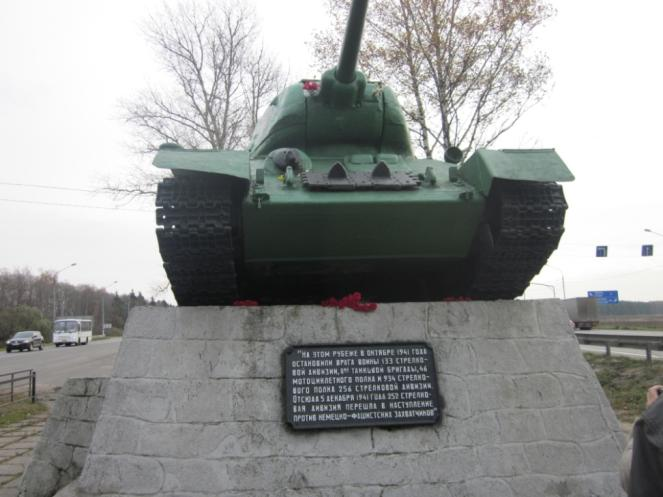 "НА ЭТОМ РУБЕЖЕ В ОКТЯБРЕ 1941 ГОДА
ОСТАНОВИЛИ ВРАГА ВОИНЫ 133 СТРЕЛКО-
ВОЙ ДИВИЗИИ, 8ОЙ ТАНКОВОЙ БРИГАДЫ, 46
МОТОЦИКЛЕТНОГО ПОЛКА И 934 СТРЕЛКО-
ВОГО ПОЛКА 256 СТРЕЛКОВОЙ ДИВИЗИИ.
ОТСЮДА 5 ДЕКАБРЯ 1941 ГОДА 252 СТРЕЛКО-
ВАЯ ДИВИЗИЯ ПЕРЕШЛА В НАСТУПЛЕНИЕ
ПРОТИВ НЕМЕЦКО-ФАШИСТСКИХ ЗАХВАТЧИКОВ"